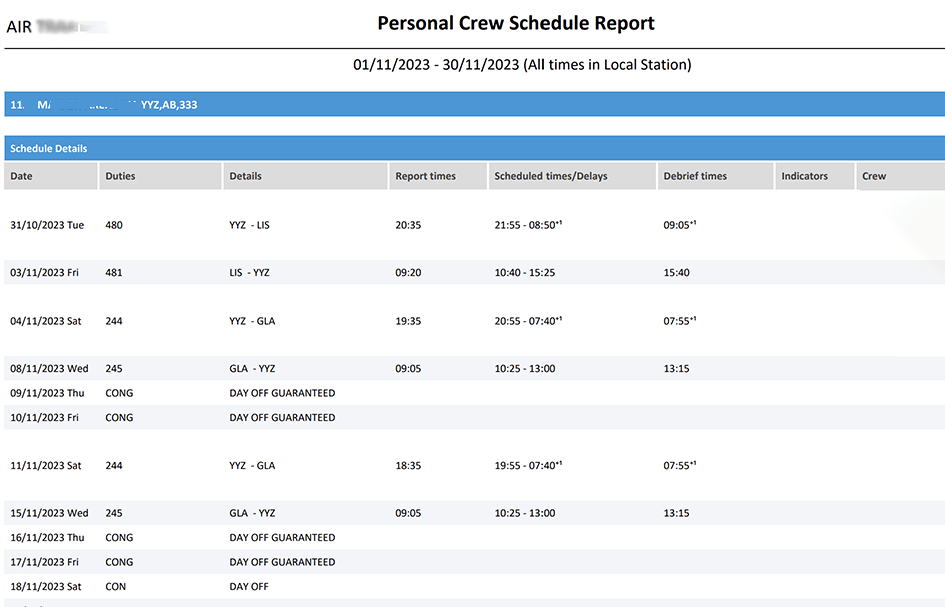 AIR
Personal Crew Schedule Report
01/11/2023 - 30/11/2023 (All times in Local Station)
11. YYZ,AB,333
Schedule Details
Date Duties Details Report times Scheduled times/Delays Debrief times Indicators Crew
31/10/2023 Tue 480 YYZ - LIS 20:35 21:55 - 08:50⁺¹ 09:05⁺¹
03/11/2023 Fri 481 LIS - YYZ 09:20 10:40 - 15:25 15:40
04/11/2023 Sat 244 YYZ - GLA 19:35 20:55 - 07:40⁺¹ 07:55⁺¹
08/11/2023 Wed 245 GLA - YYZ 09:05 10:25 - 13:00 13:15
09/11/2023 Thu CONG DAY OFF GUARANTEED
10/11/2023 Fri CONG DAY OFF GUARANTEED
11/11/2023 Sat 244 YYZ - GLA 18:35 19:55 - 07:40⁺¹ 07:55⁺¹
15/11/2023 Wed 245 GLA - YYZ 09:05 10:25 - 13:00 13:15
16/11/2023 Thu CONG DAY OFF GUARANTEED
17/11/2023 Fri CONG DAY OFF GUARANTEED
18/11/2023 Sat CON DAY OFF